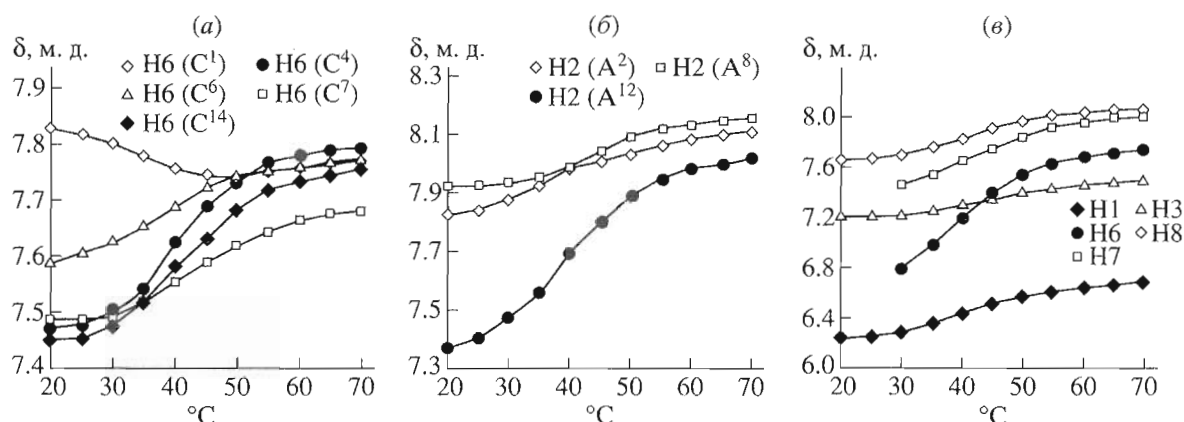 (а)
δ, м. д.
◇ H6 (C¹) ● H6 (C⁴)
△ H6 (C⁶) □ H6 (C⁷)
◆ H6 (C¹⁴)
7.9
7.8
7.7
7.6
7.5
7.4
20 30 40 50 60 70
°C
(б)
δ, м. д.
◇ H2 (A²) □ H2 (A⁸)
● H2 (A¹²)
8.3
8.1
7.9
7.7
7.5
7.3
20 30 40 50 60 70
°C
(в)
δ, м. д.
8.0
7.6
7.2
6.8
6.4
6.0
◆ H1 △ H3
● H6 ◇ H8
□ H7
20 30 40 50 60 70
°C